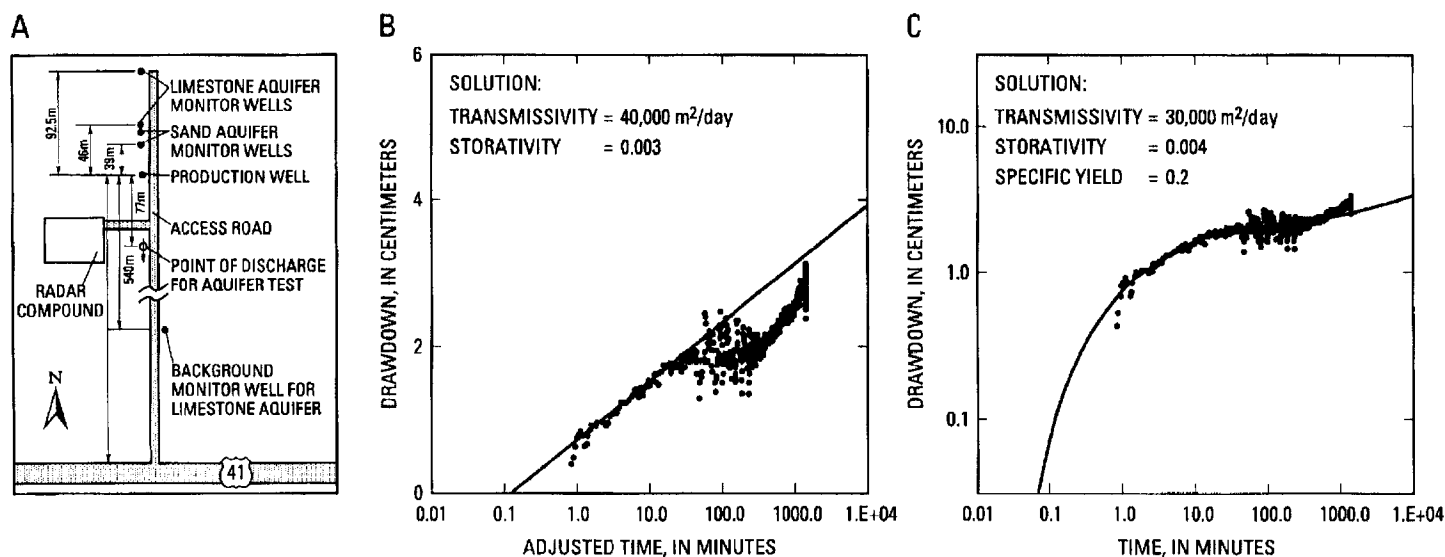 A
92.5m
46m
39m
LIMESTONE AQUIFER
MONITOR WELLS
SAND AQUIFER
MONITOR WELLS
PRODUCTION WELL
77m
ACCESS ROAD
540m
POINT OF DISCHARGE
FOR AQUIFER TEST
RADAR
COMPOUND
BACKGROUND
MONITOR WELL FOR
LIMESTONE AQUIFER
N
41
B
SOLUTION:
TRANSMISSIVITY = 40,000 m²/day
STORATIVITY = 0.003
DRAWDOWN, IN CENTIMETERS
6
4
2
0
0.01 0.1 1.0 10.0 100.0 1000.0 1.E+04
ADJUSTED TIME, IN MINUTES
C
SOLUTION:
TRANSMISSIVITY = 30,000 m²/day
STORATIVITY = 0.004
SPECIFIC YIELD = 0.2
DRAWDOWN, IN CENTIMETERS
10.0
1.0
0.1
0.01 0.1 1.0 10.0 100.0 1000.0 1.E+04
TIME, IN MINUTES